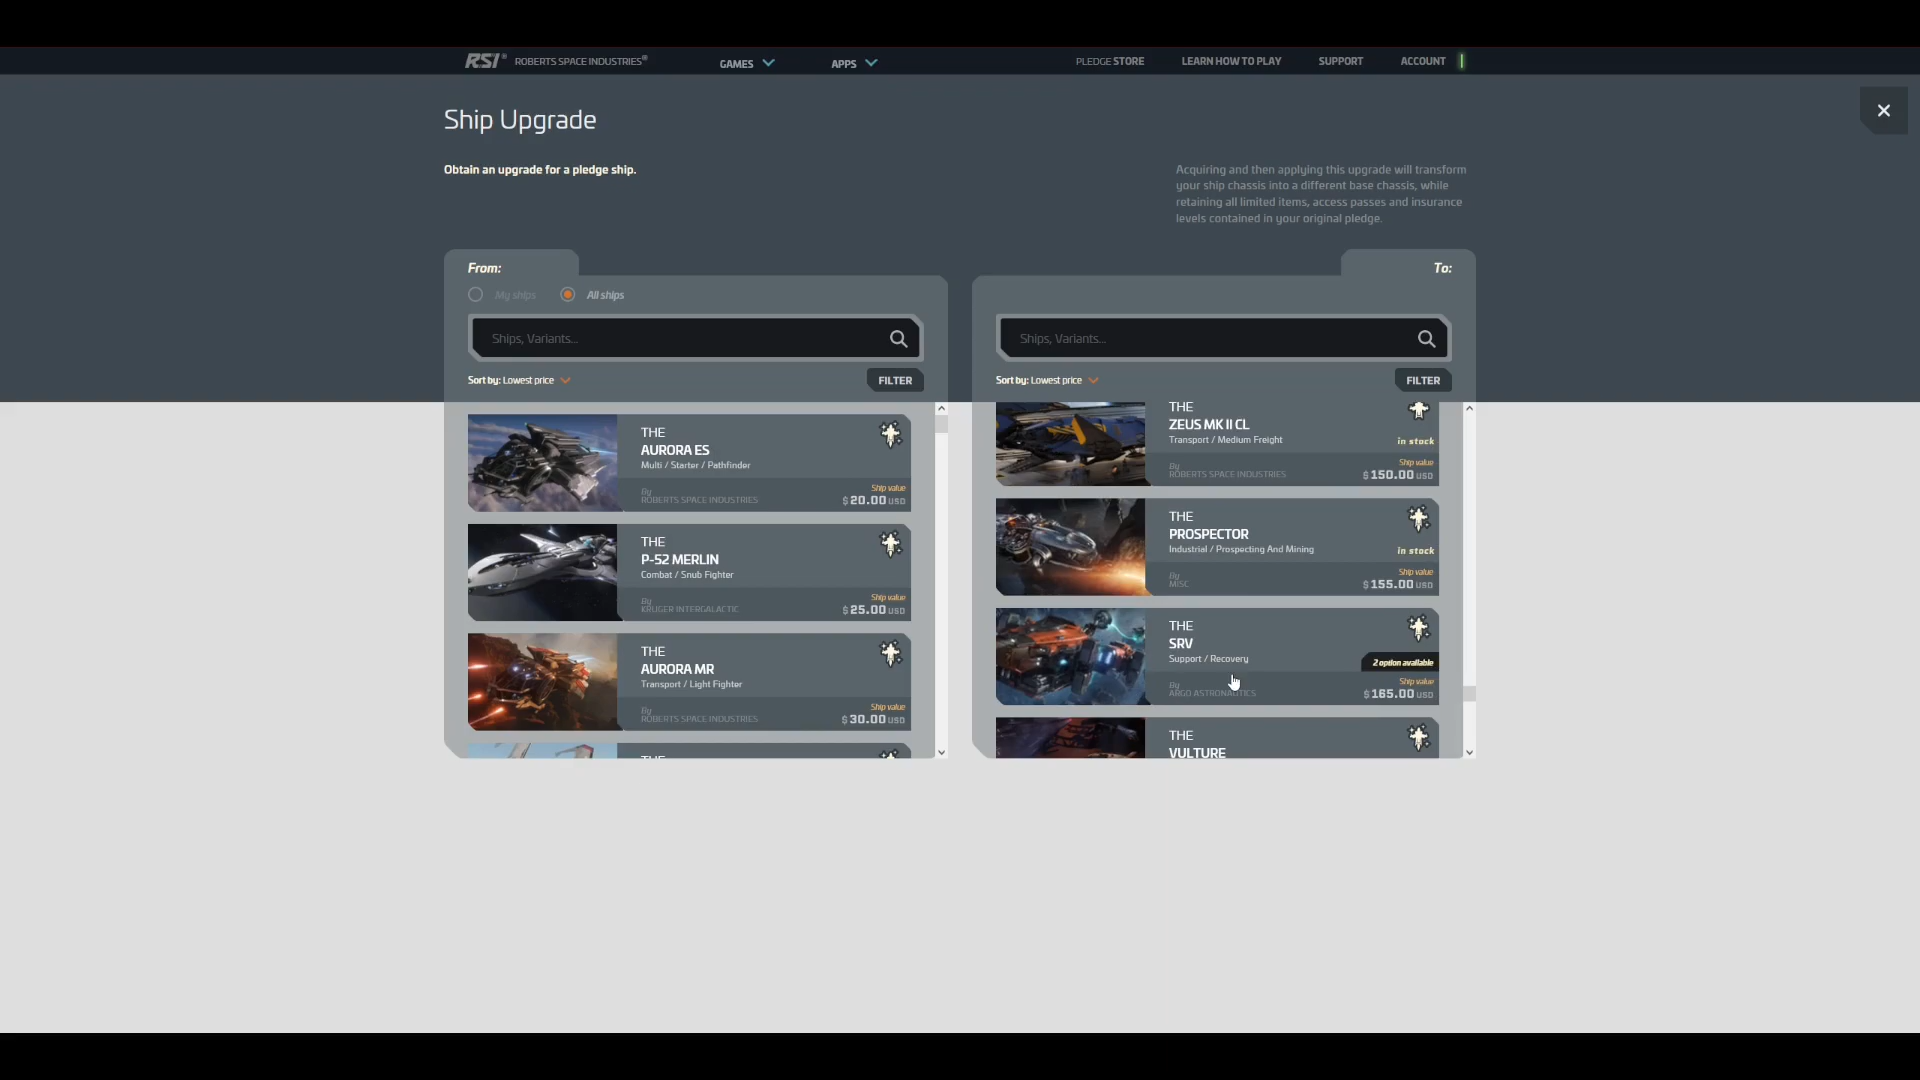 RSI ROBERTS SPACE INDUSTRIES®
GAMES
APPS
PLEDGE STORE
LEARN HOW TO PLAY
SUPPORT
ACCOUNT
Ship Upgrade
Obtain an upgrade for a pledge ship.
Acquiring and then applying this upgrade will transform
your ship chassis into a different base chassis, while
retaining all limited items, access passes and insurance
levels contained in your original pledge.
From:
My ships
All ships
Ships, Variants...
Sort by: Lowest price
FILTER
THE
AURORA ES
Multi / Starter / Pathfinder
By
ROBERTS SPACE INDUSTRIES
Ship value
$ 20.00 USD
THE
P-52 MERLIN
Combat / Snub Fighter
By
KRUGER INTERGALACTIC
Ship value
$ 25.00 USD
THE
AURORA MR
Transport / Light Fighter
By
ROBERTS SPACE INDUSTRIES
Ship value
$ 30.00 USD
THE
To:
Ships, Variants...
Sort by: Lowest price
FILTER
THE
ZEUS MK II CL
Transport / Medium Freight
in stock
By
ROBERTS SPACE INDUSTRIES
Ship value
$ 150.00 USD
THE
PROSPECTOR
Industrial / Prospecting And Mining
in stock
By
MISC
Ship value
$ 155.00 USD
THE
SRV
Support / Recovery
2 option available
By
ARGO ASTRONAUTICS
Ship value
$ 165.00 USD
THE
VULTURE